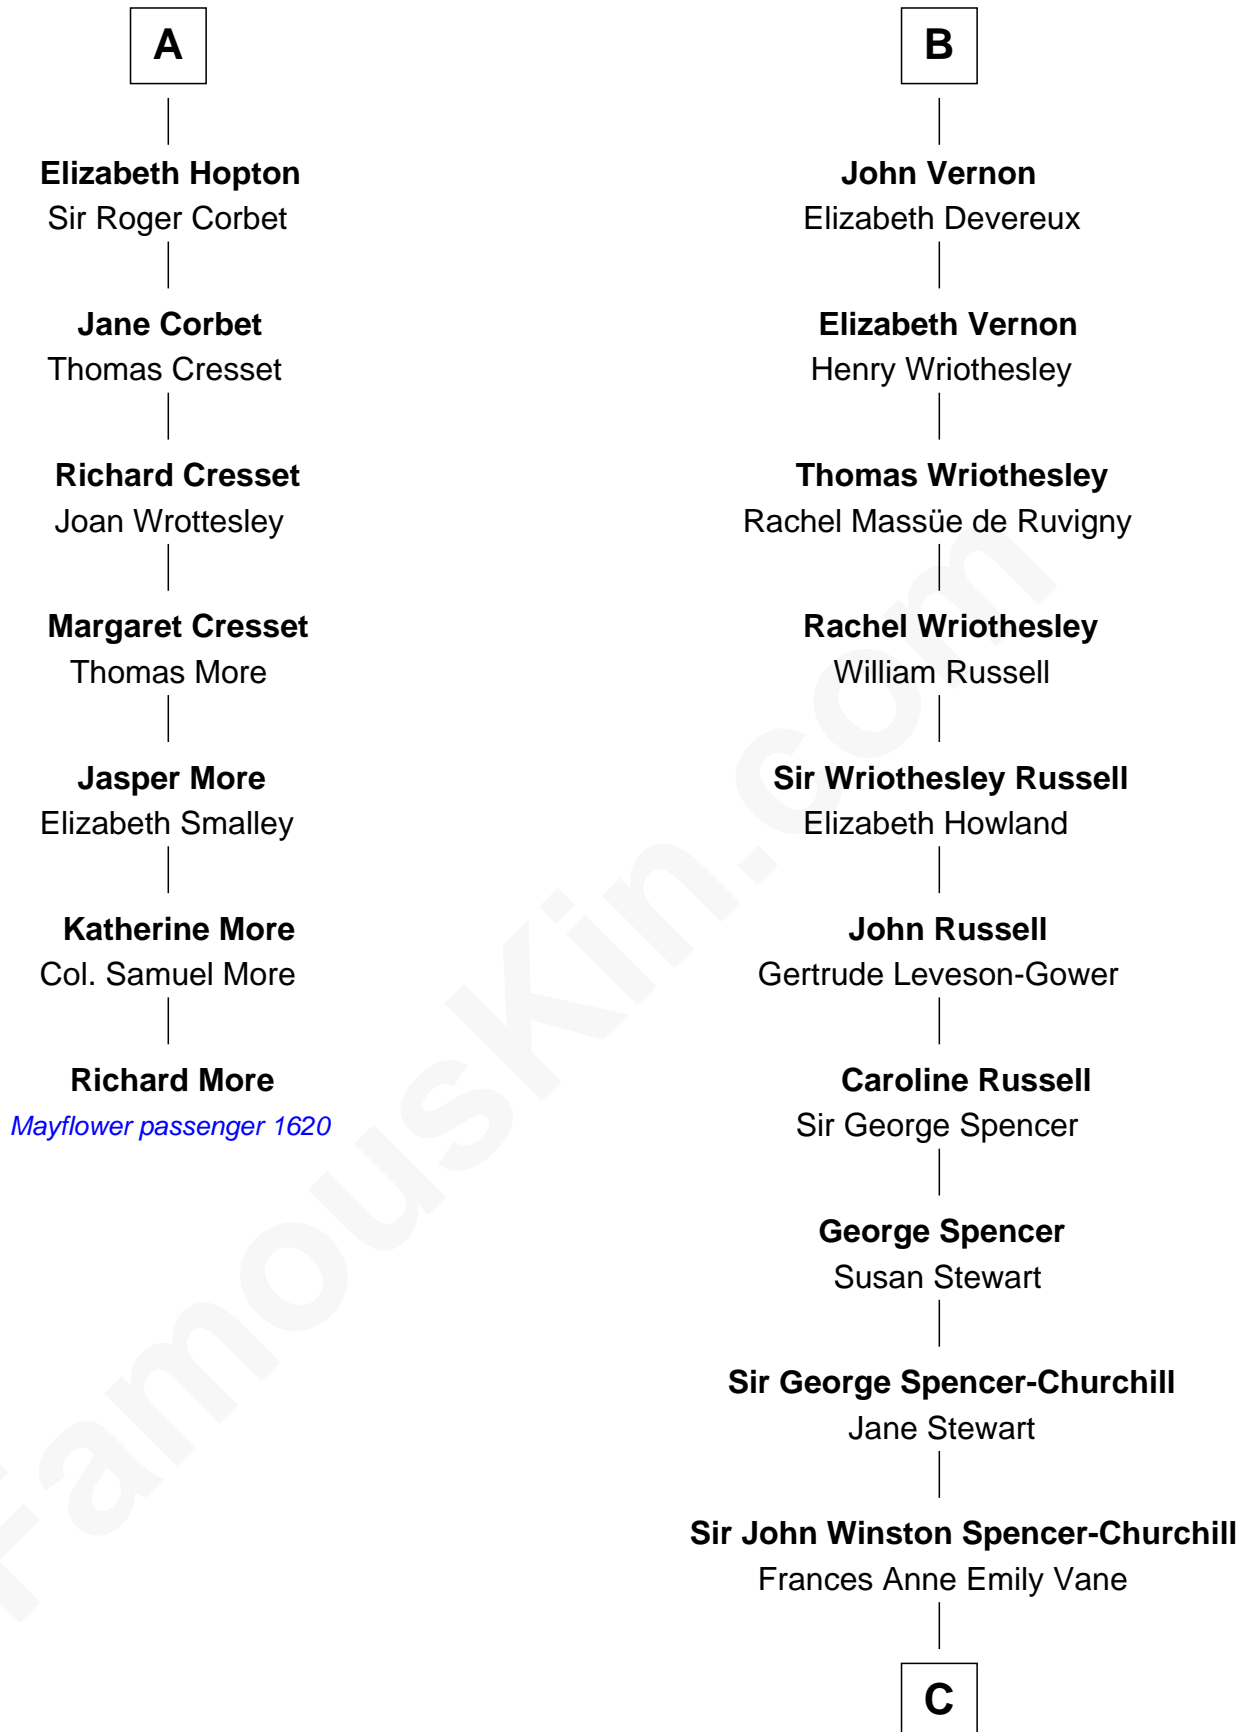 A
Elizabeth Hopton
Sir Roger Corbet
Jane Corbet
Thomas Cresset
Richard Cresset
Joan Wrottesley
Margaret Cresset
Thomas More
Jasper More
Elizabeth Smalley
Katherine More
Col. Samuel More
Richard More
Mayflower passenger 1620
B
John Vernon
Elizabeth Devereux
Elizabeth Vernon
Henry Wriothesley
Thomas Wriothesley
Rachel Massüe de Ruvigny
Rachel Wriothesley
William Russell
Sir Wriothesley Russell
Elizabeth Howland
John Russell
Gertrude Leveson-Gower
Caroline Russell
Sir George Spencer
George Spencer
Susan Stewart
Sir George Spencer-Churchill
Jane Stewart
Sir John Winston Spencer-Churchill
Frances Anne Emily Vane
C
FamousKin.com